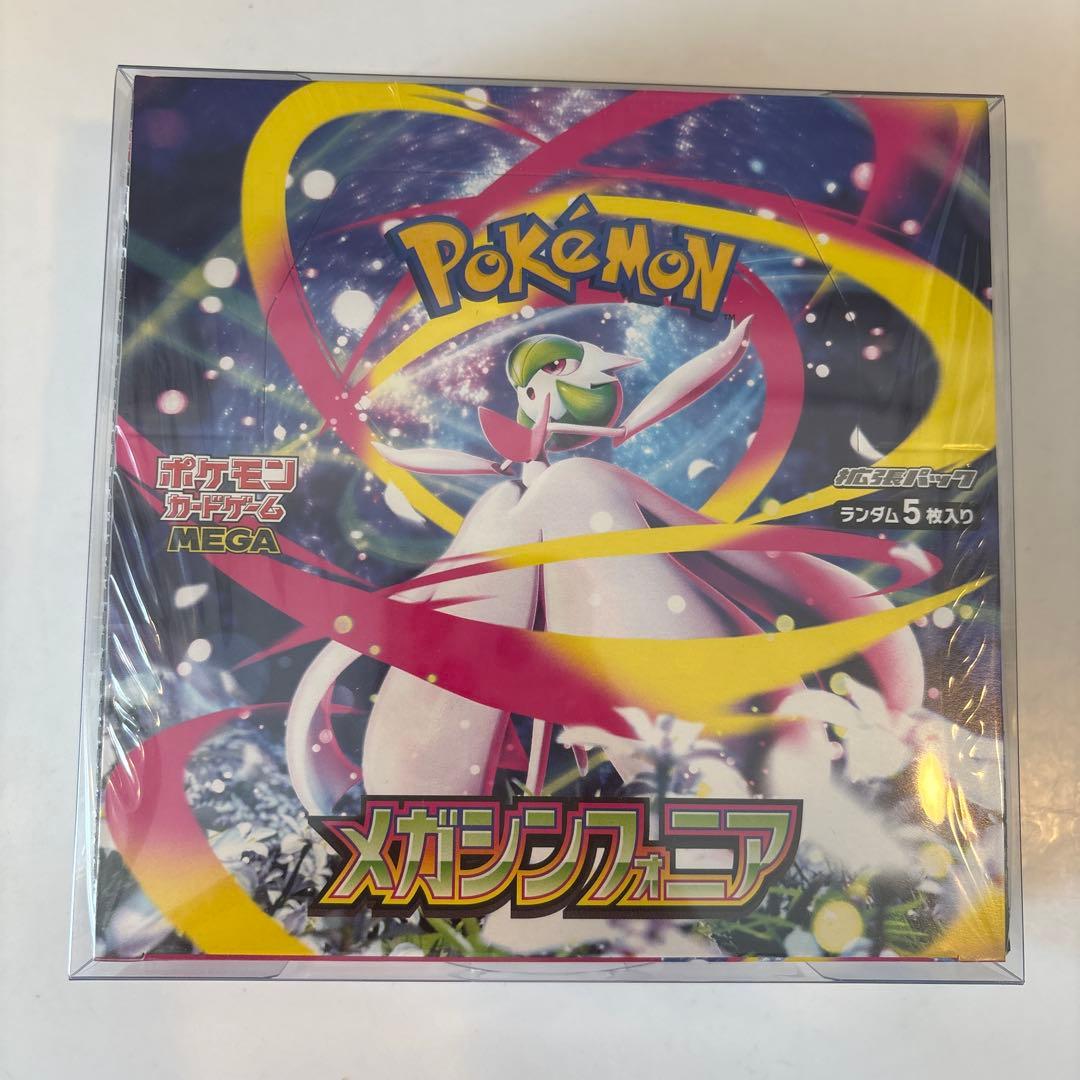 POKéMON
TM
ポケモン
カードゲーム
MEGA
拡張パック
ランダム5枚入り
メガシンフォニア